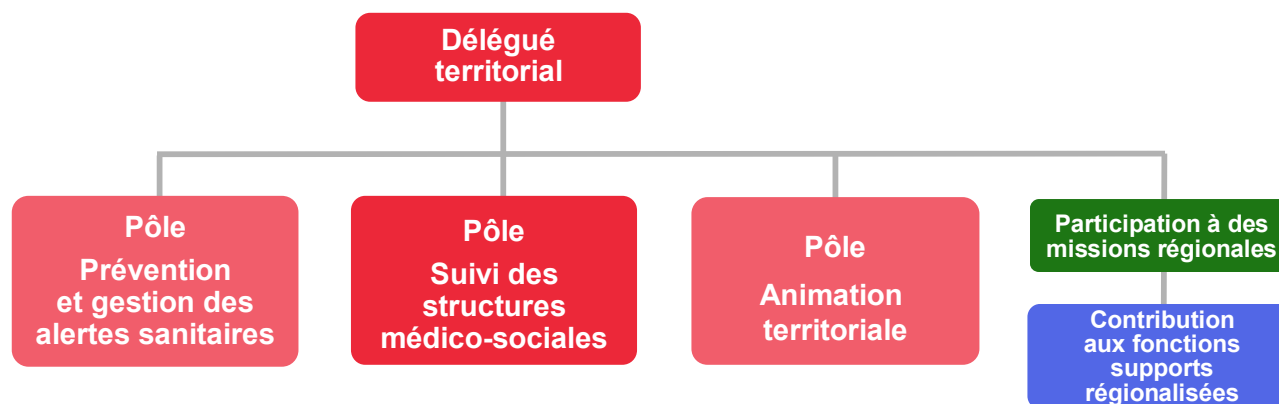 Délégué
territorial
Pôle
Prévention
et gestion des
alertes sanitaires
Pôle
Suivi des
structures
médico-sociales
Pôle
Animation
territoriale
Participation à des
missions régionales
Contribution
aux fonctions
supports
régionalisées